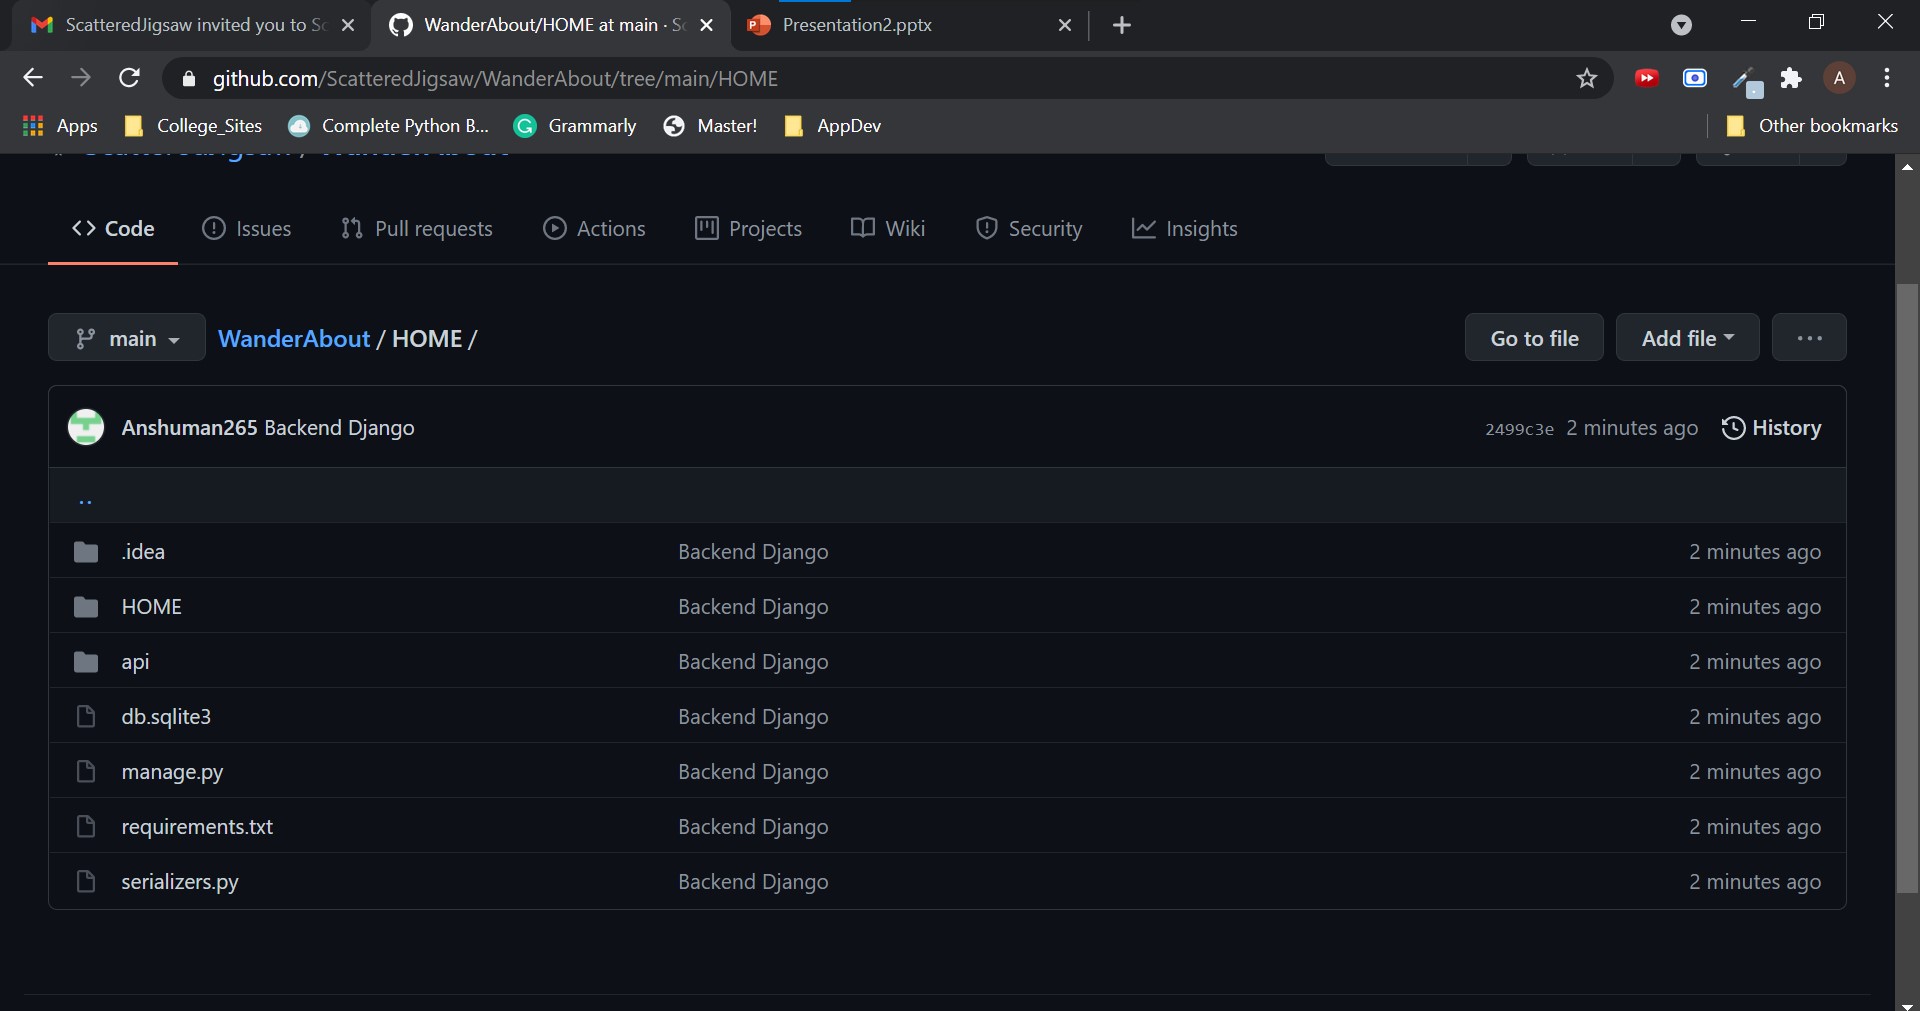 ScatteredJigsaw invited you to Sc
WanderAbout/HOME at main · Sc
Presentation2.pptx
github.com/ScatteredJigsaw/WanderAbout/tree/main/HOME
A
Apps
College_Sites
Complete Python B...
Grammarly
Master!
AppDev
Other bookmarks
Code
Issues
Pull requests
Actions
Projects
Wiki
Security
Insights
main
WanderAbout / HOME /
Go to file
Add file
...
Anshuman265 Backend Django
2499c3e 2 minutes ago
History
..
.idea Backend Django 2 minutes ago
HOME Backend Django 2 minutes ago
api Backend Django 2 minutes ago
db.sqlite3 Backend Django 2 minutes ago
manage.py Backend Django 2 minutes ago
requirements.txt Backend Django 2 minutes ago
serializers.py Backend Django 2 minutes ago